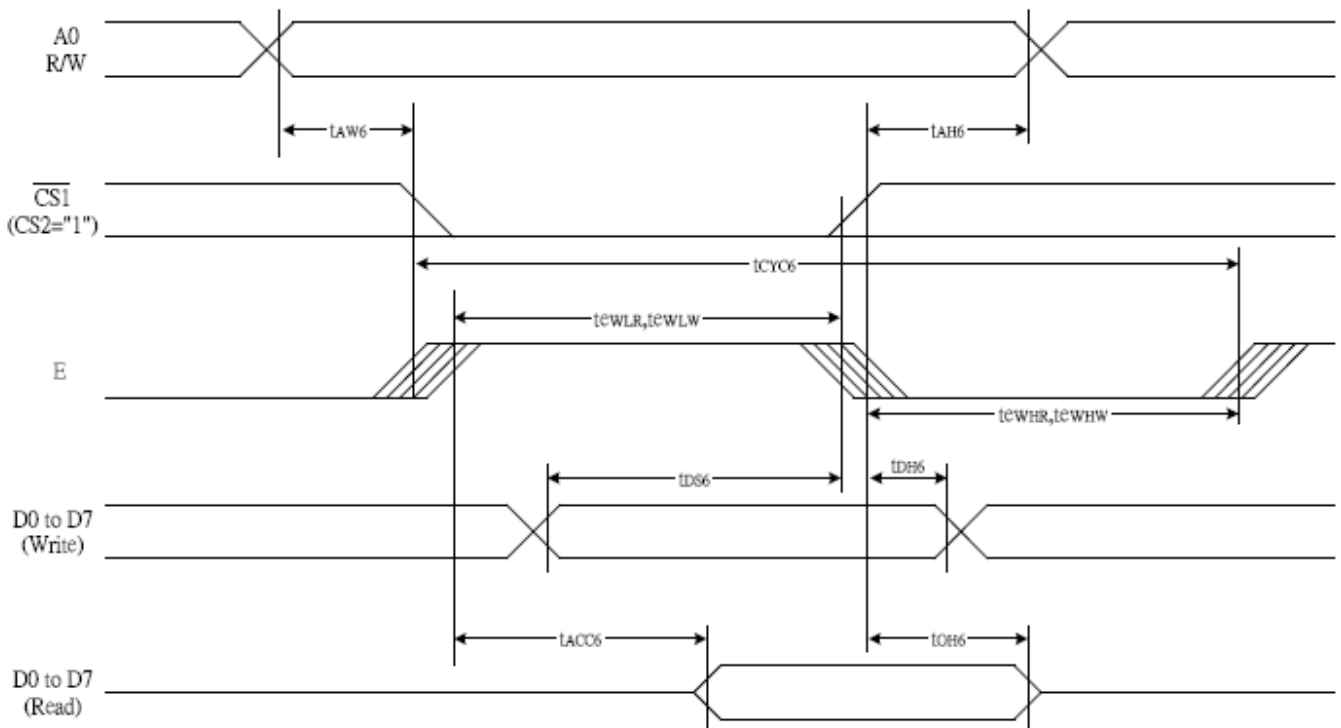 A0
R/W
tAW6
tAH6
CS1
(CS2="1")
tCYC6
tEWLR,tEWLW
E
tEWHR,tEWHW
tDS6
tDH6
D0 to D7
(Write)
tACC6
tOH6
D0 to D7
(Read)